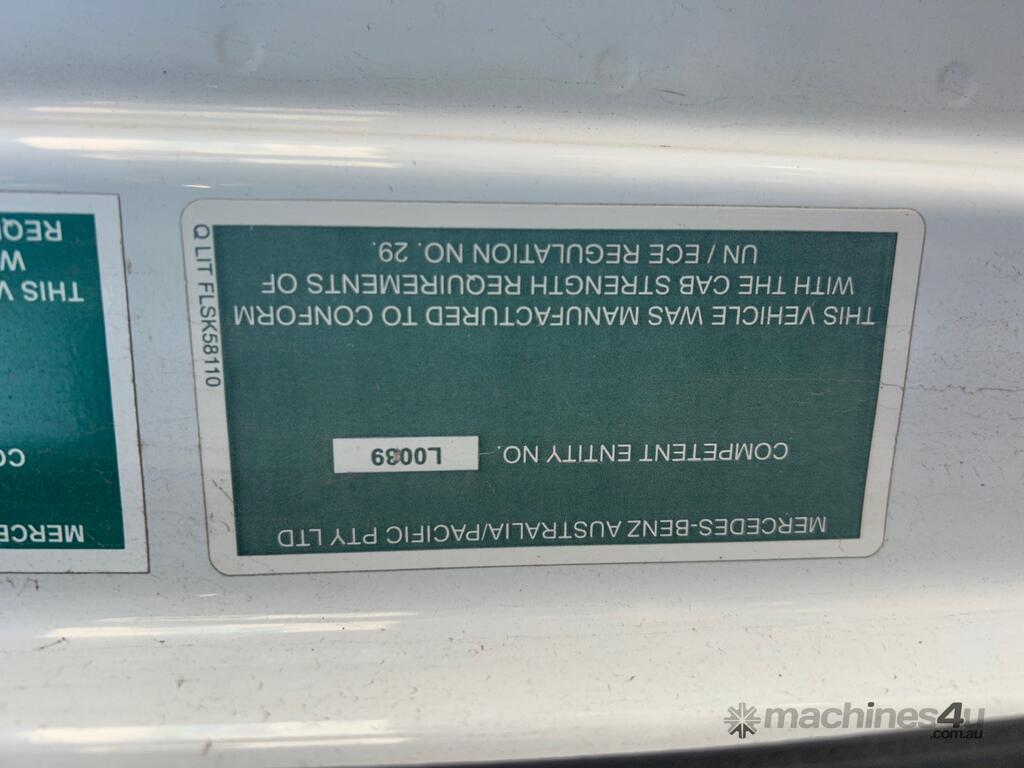 MERCEDES-BENZ AUSTRALIA/PACIFIC PTY LTD
COMPETENT ENTITY NO. L0039
THIS VEHICLE WAS MANUFACTURED TO CONFORM
WITH THE CAB STRENGTH REQUIREMENTS OF
UN / ECE REGULATION NO. 29.
Q LIT FLSK58110
THIS
machines4u
.com.au